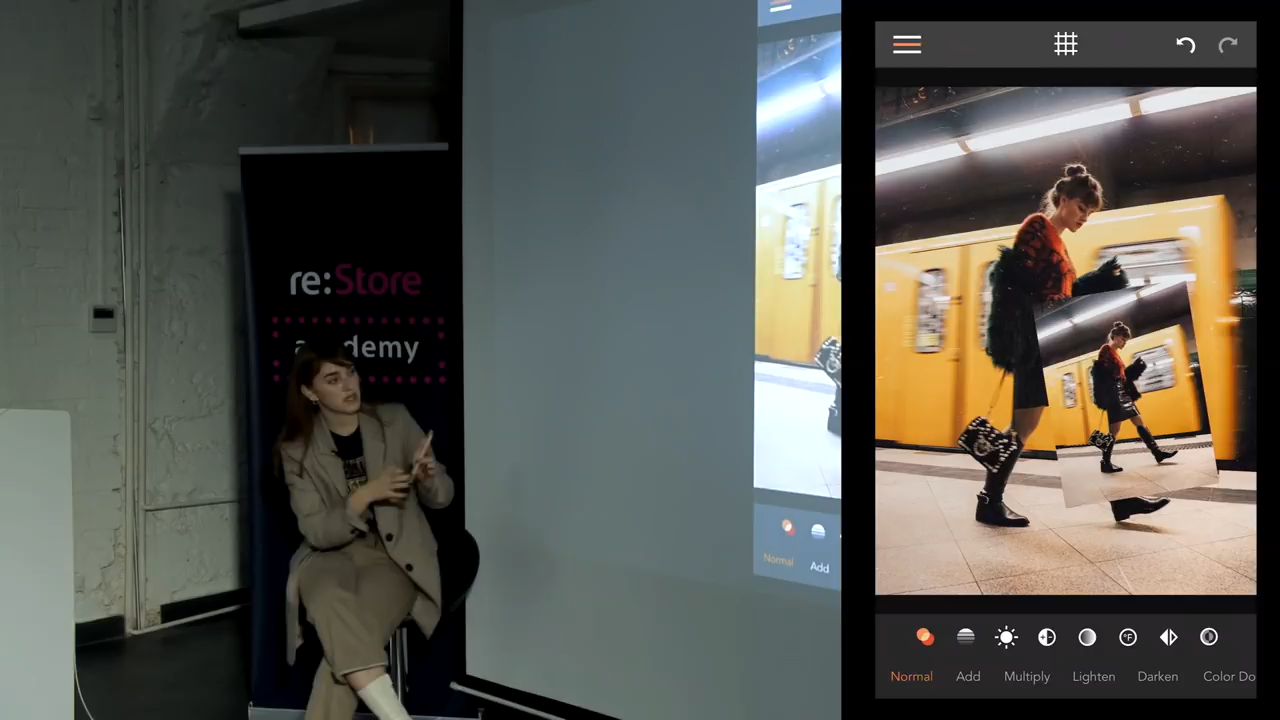 re:Store
a demy
Normal
Add
Normal
Add
Multiply
Lighten
Darken
Color Do
°F